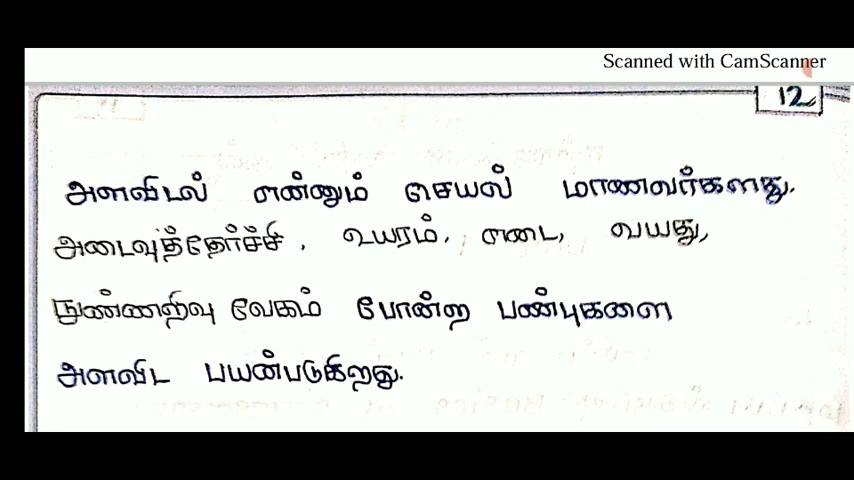 Scanned with CamScanner
12
அளவிடல் என்னும் செயல் மாணவர்களது.
அடைவுத்தேர்ச்சி, உயரம், எடை, வயது,
நுண்ணறிவு வேகம் போன்ற பண்புகளை
அளவிட பயன்படுகிறது.